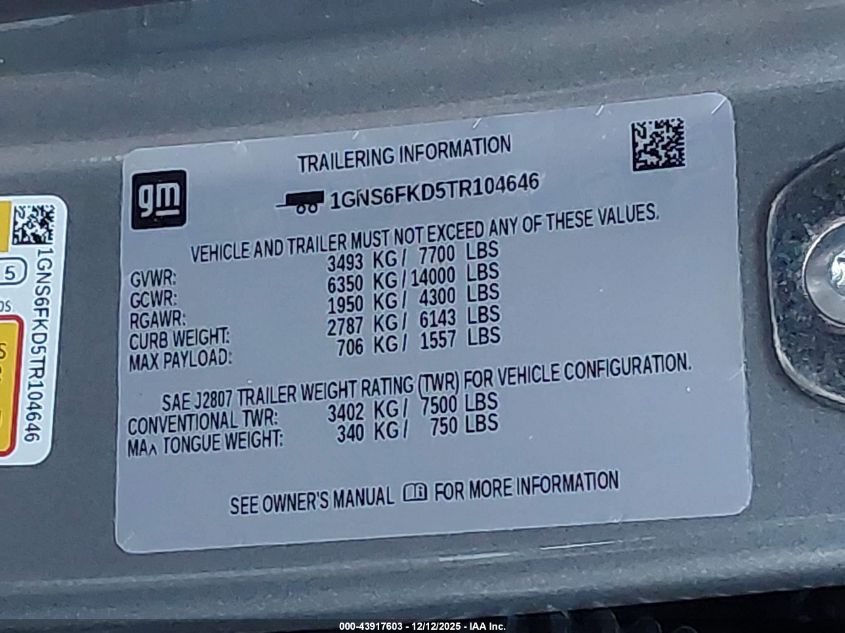 gm
TRAILERING INFORMATION
1GNS6FKD5TR104646
VEHICLE AND TRAILER MUST NOT EXCEED ANY OF THESE VALUES.
GVWR: 3493 KG/ 7700 LBS
GCWR: 6350 KG/14000 LBS
RGAWR: 1950 KG/ 4300 LBS
CURB WEIGHT: 2787 KG/ 6143 LBS
MAX PAYLOAD: 706 KG/ 1557 LBS
SAE J2807 TRAILER WEIGHT RATING (TWR) FOR VEHICLE CONFIGURATION.
CONVENTIONAL TWR: 3402 KG/ 7500 LBS
MAX TONGUE WEIGHT: 340 KG/ 750 LBS
SEE OWNER'S MANUAL FOR MORE INFORMATION
1GNS6FKD5TR104646
5
000-43917603 - 12/12/2025 - IAA Inc.